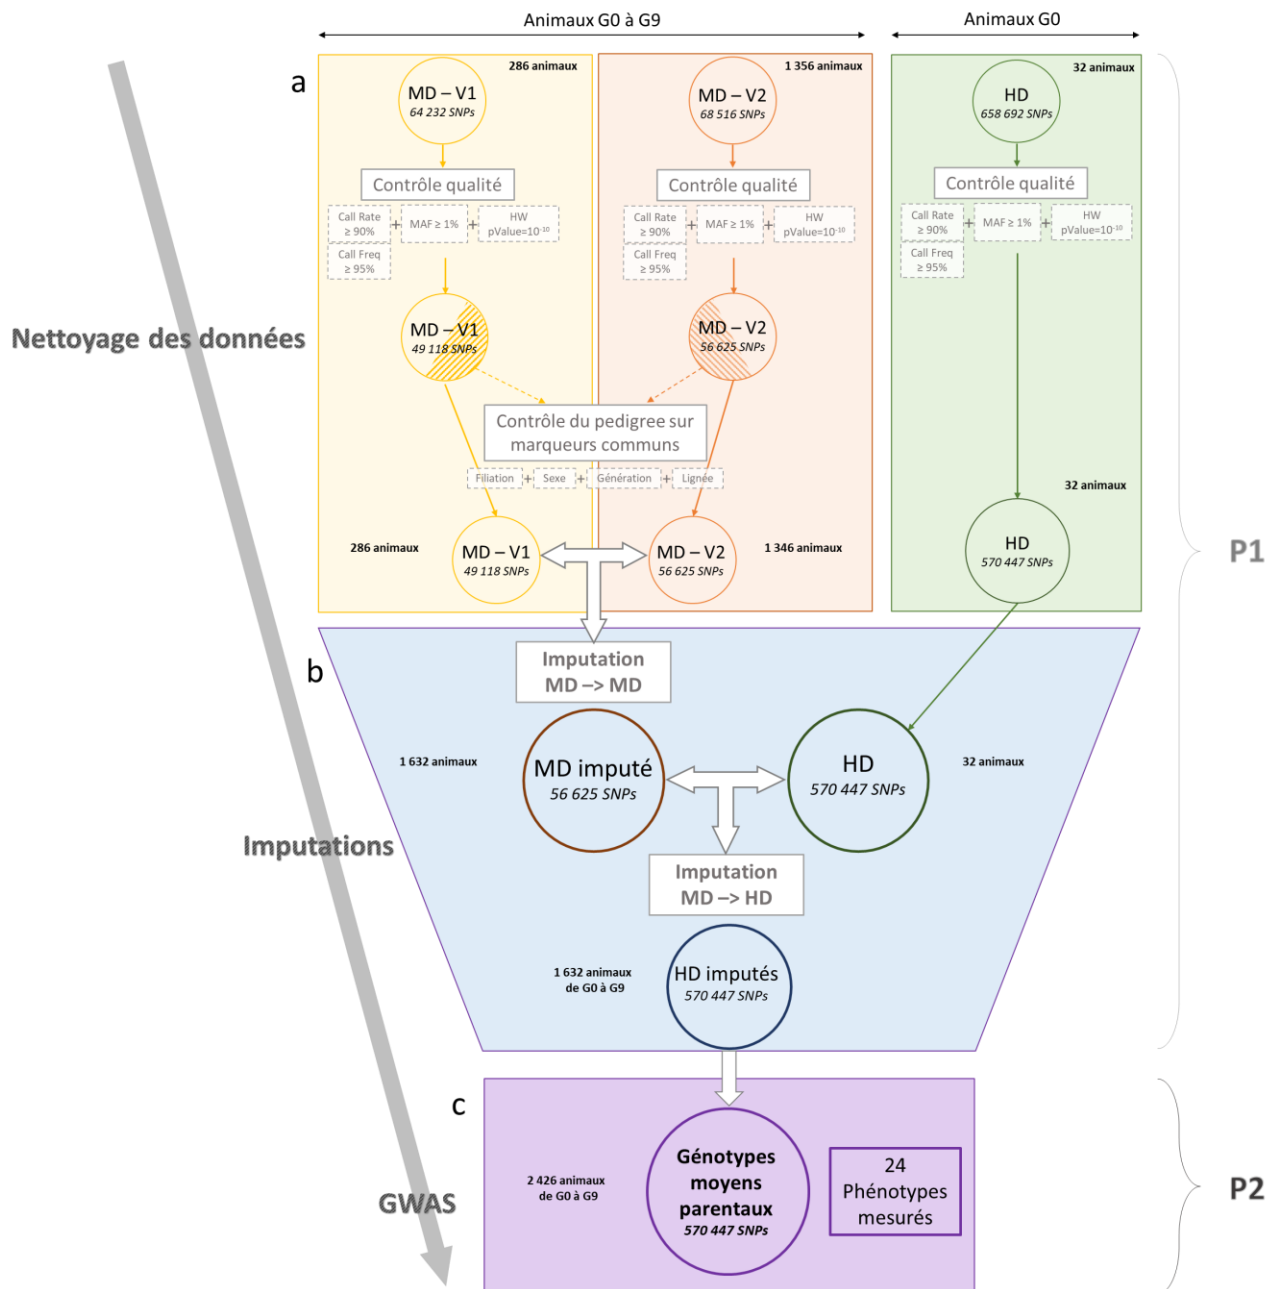 Animaux G0 à G9
Animaux G0
a
286 animaux
MD – V1
64 232 SNPs
1 356 animaux
MD – V2
68 516 SNPs
32 animaux
HD
658 692 SNPs
Contrôle qualité
Contrôle qualité
Contrôle qualité
Call Rate
≥ 90%
+
MAF ≥ 1%
+
HW
pValue=10⁻¹⁰
Call Freq
≥ 95%
Call Rate
≥ 90%
+
MAF ≥ 1%
+
HW
pValue=10⁻¹⁰
Call Freq
≥ 95%
Call Rate
≥ 90%
+
MAF ≥ 1%
+
HW
pValue=10⁻¹⁰
Call Freq
≥ 95%
Nettoyage des données
MD – V1
49 118 SNPs
MD – V2
56 625 SNPs
Contrôle du pedigree sur
marqueurs communs
Filiation + Sexe + Génération + Lignée
32 animaux
286 animaux
MD – V1
49 118 SNPs
MD – V2
56 625 SNPs
1 346 animaux
HD
570 447 SNPs
P1
b
Imputation
MD –> MD
1 632 animaux
MD imputé
56 625 SNPs
HD
570 447 SNPs
32 animaux
Imputations
Imputation
MD –> HD
1 632 animaux
de G0 à G9
HD imputés
570 447 SNPs
c
GWAS
2 426 animaux
de G0 à G9
Génotypes
moyens
parentaux
570 447 SNPs
24
Phénotypes
mesurés
P2